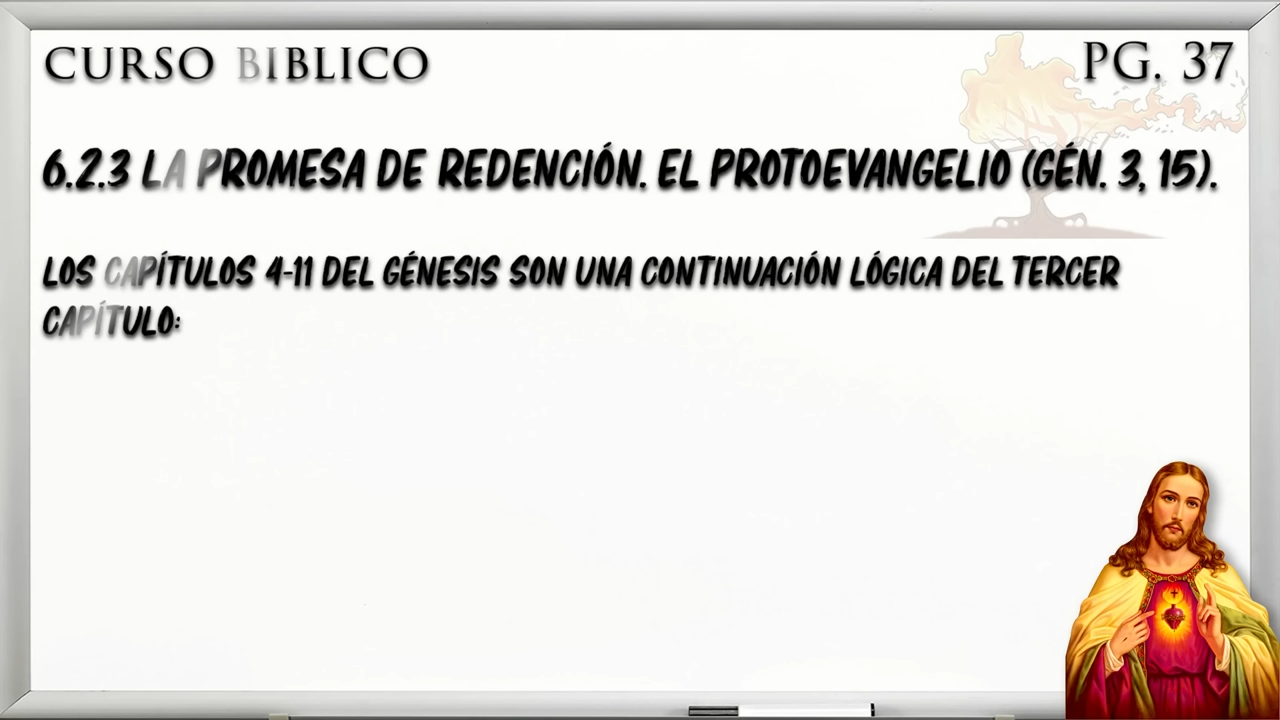 CURSO BIBLICO PG. 37
6.2.3 LA PROMESA DE REDENCIÓN. EL PROTOEVANGELIO (GÉN. 3, 15).
LOS CAPÍTULOS 4-11 DEL GÉNESIS SON UNA CONTINUACIÓN LÓGICA DEL TERCER
CAPÍTULO: